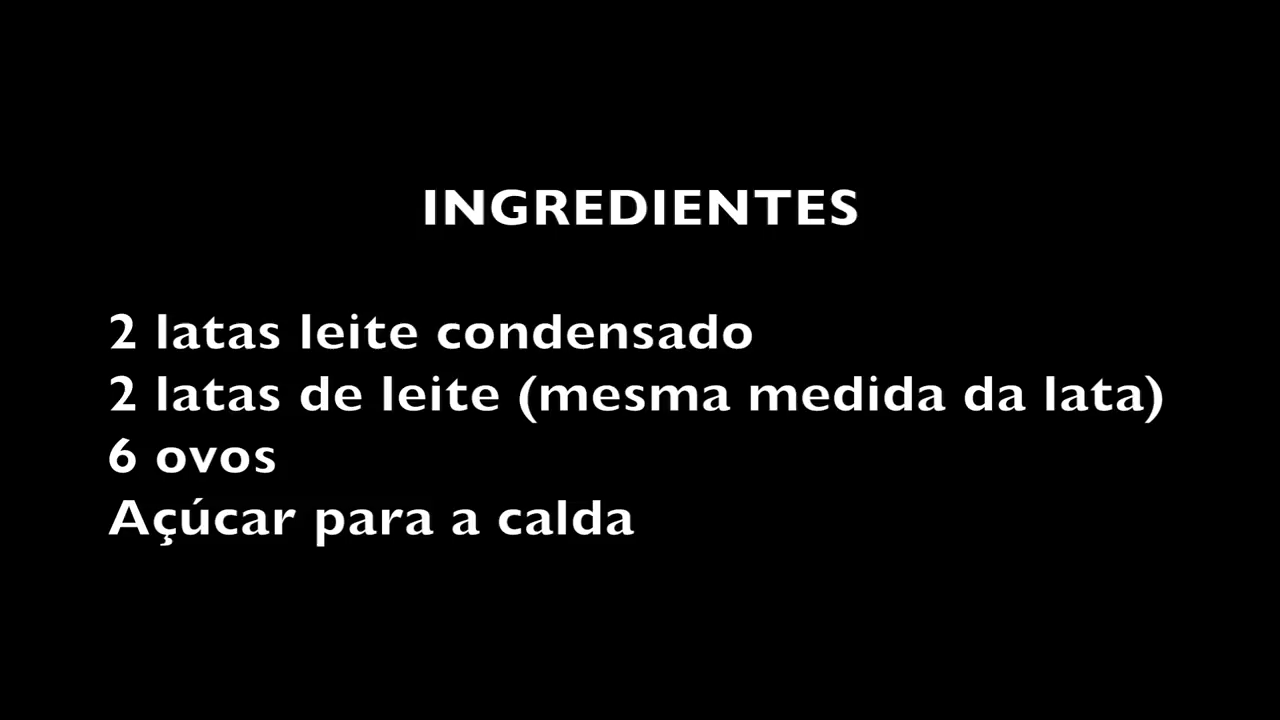 INGREDIENTES
2 latas leite condensado
2 latas de leite (mesma medida da lata)
6 ovos
Açúcar para a calda